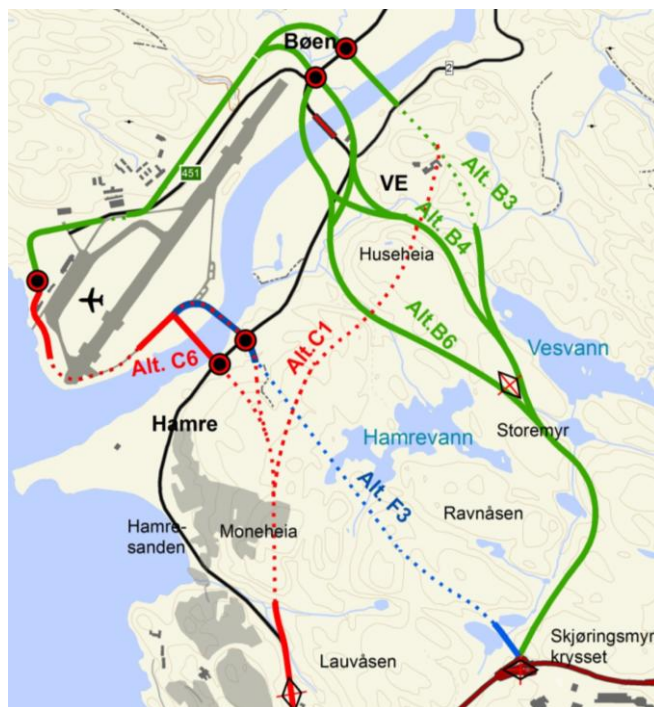 Bøen
2
451
VE
Alt. B3
Alt. B4
Huseheia
Alt.B6
Vesvann
Alt.C1
Alt. C6
Hamre
Hamrevann
Storemyr
Alt. F3
Ravnåsen
Hamre-
sanden
Moneheia
Skjøringsmyr
krysset
Lauvåsen